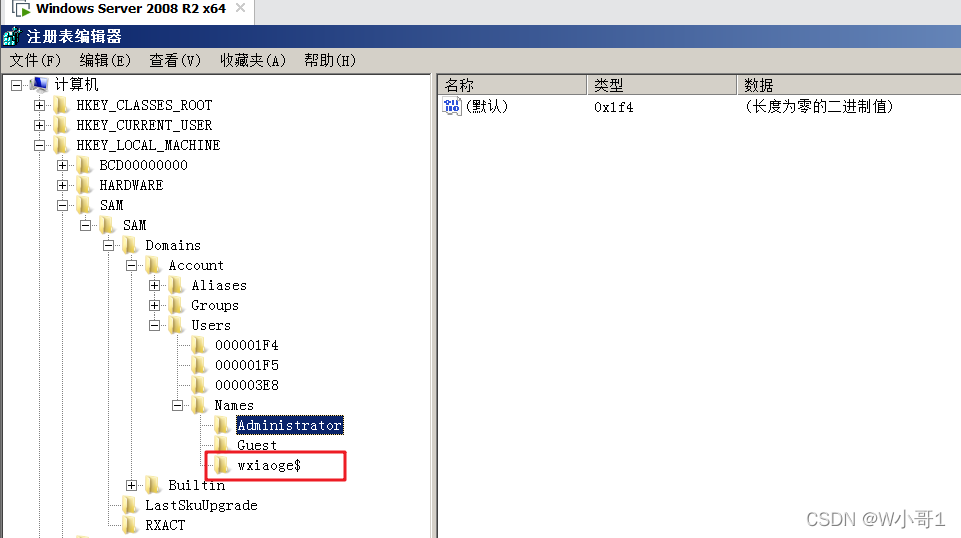 Windows Server 2008 R2 x64
注册表编辑器
文件(F) 编辑(E) 查看(V) 收藏夹(A) 帮助(H)
计算机
HKEY_CLASSES_ROOT
HKEY_CURRENT_USER
HKEY_LOCAL_MACHINE
BCD00000000
HARDWARE
SAM
SAM
Domains
Account
Aliases
Groups
Users
000001F4
000001F5
000003E8
Names
Administrator
Guest
wxiaoge$
Builtin
LastSkuUpgrade
RXACT
名称 类型 数据
(默认) 0x1f4 (长度为零的二进制值)
CSDN @W小哥1